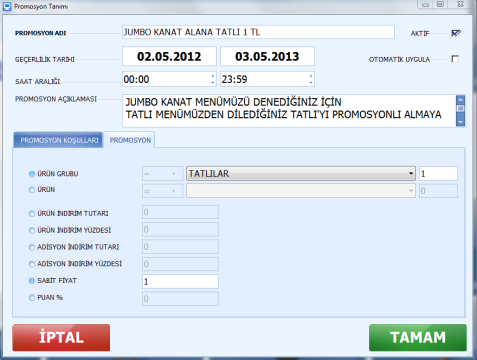 Promosyon Tanımı
PROMOSYON ADI JUMBO KANAT ALANA TATLI 1 TL AKTİF
GEÇERLİLİK TARİHİ 02.05.2012 03.05.2013 OTOMATİK UYGULA
SAAT ARALIĞI 00:00 23:59
PROMOSYON AÇIKLAMASI JUMBO KANAT MENÜMÜZÜ DENEDİĞİNİZ İÇİN
TATLI MENÜMÜZDEN DİLEDİĞİNİZ TATLI'YI PROMOSYONLI ALMAYA
PROMOSYON KOŞULLARI PROMOSYON
ÜRÜN GRUBU = - TATLILAR 1
ÜRÜN = - 0
ÜRÜN İNDİRİM TUTARI 0
ÜRÜN İNDİRİM YÜZDESİ 0
ADİSYON İNDİRİM TUTARI 0
ADİSYON İNDİRİM YÜZDESİ 0
SABİT FİYAT 1
PUAN % 0
İPTAL TAMAM